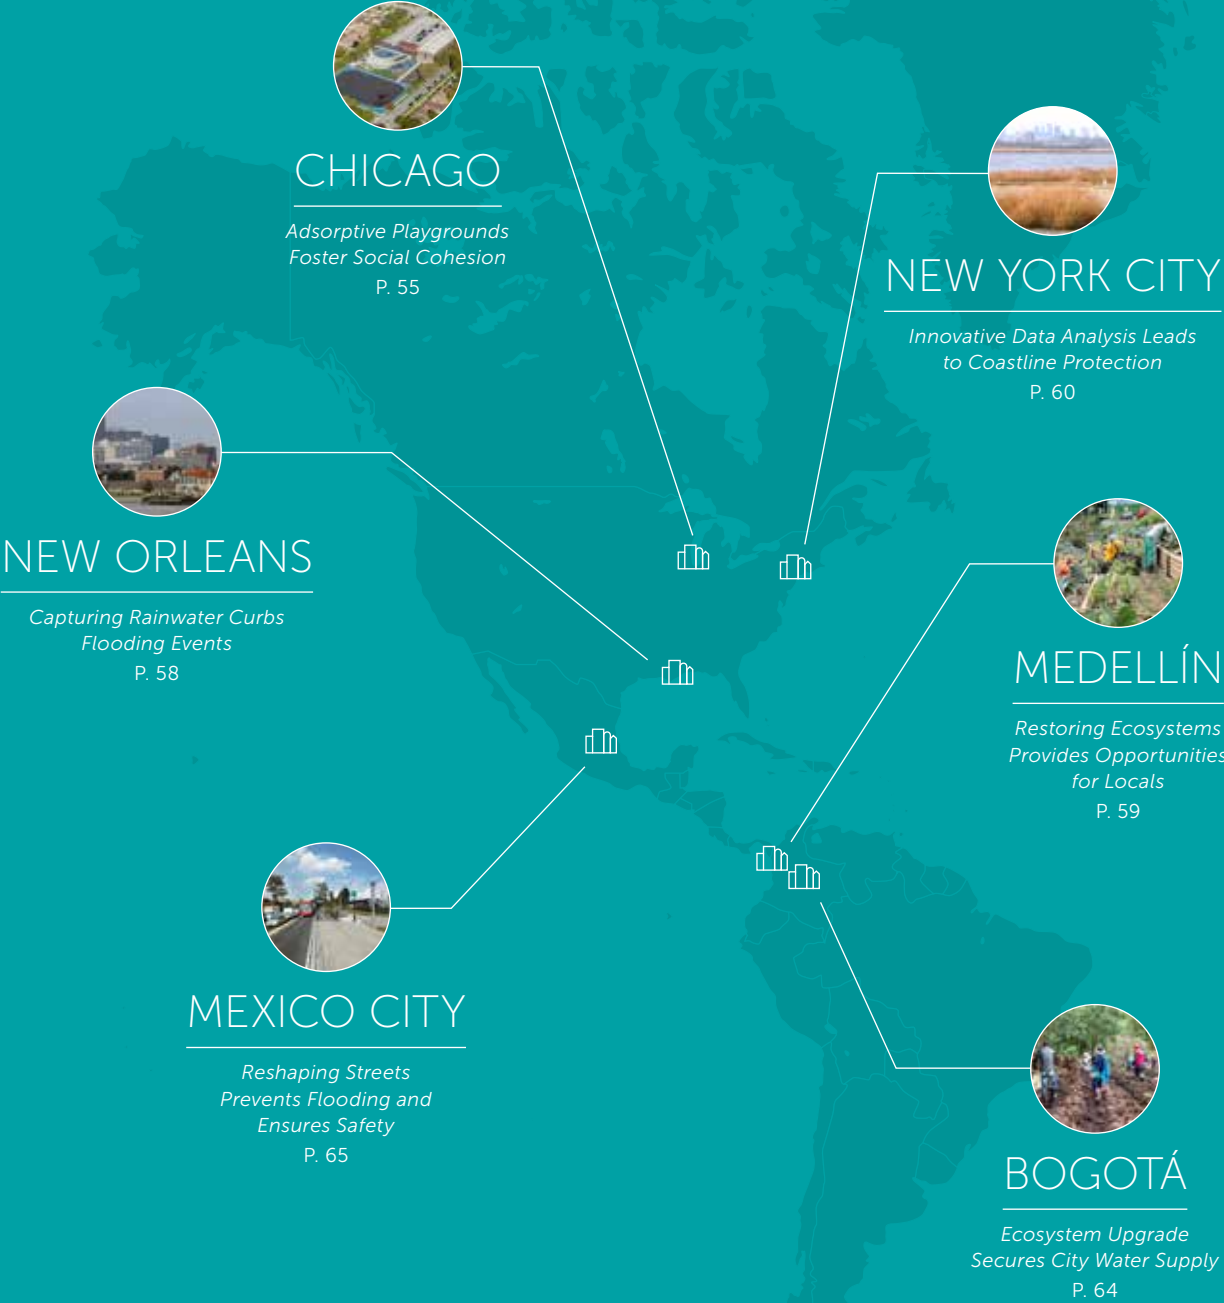 CHICAGO
Adsorptive Playgrounds
Foster Social Cohesion
P. 55
NEW YORK CITY
Innovative Data Analysis Leads
to Coastline Protection
P. 60
NEW ORLEANS
Capturing Rainwater Curbs
Flooding Events
P. 58
MEDELLÍN
Restoring Ecosystems
Provides Opportunities
for Locals
P. 59
MEXICO CITY
Reshaping Streets
Prevents Flooding and
Ensures Safety
P. 65
BOGOTÁ
Ecosystem Upgrade
Secures City Water Supply
P. 64